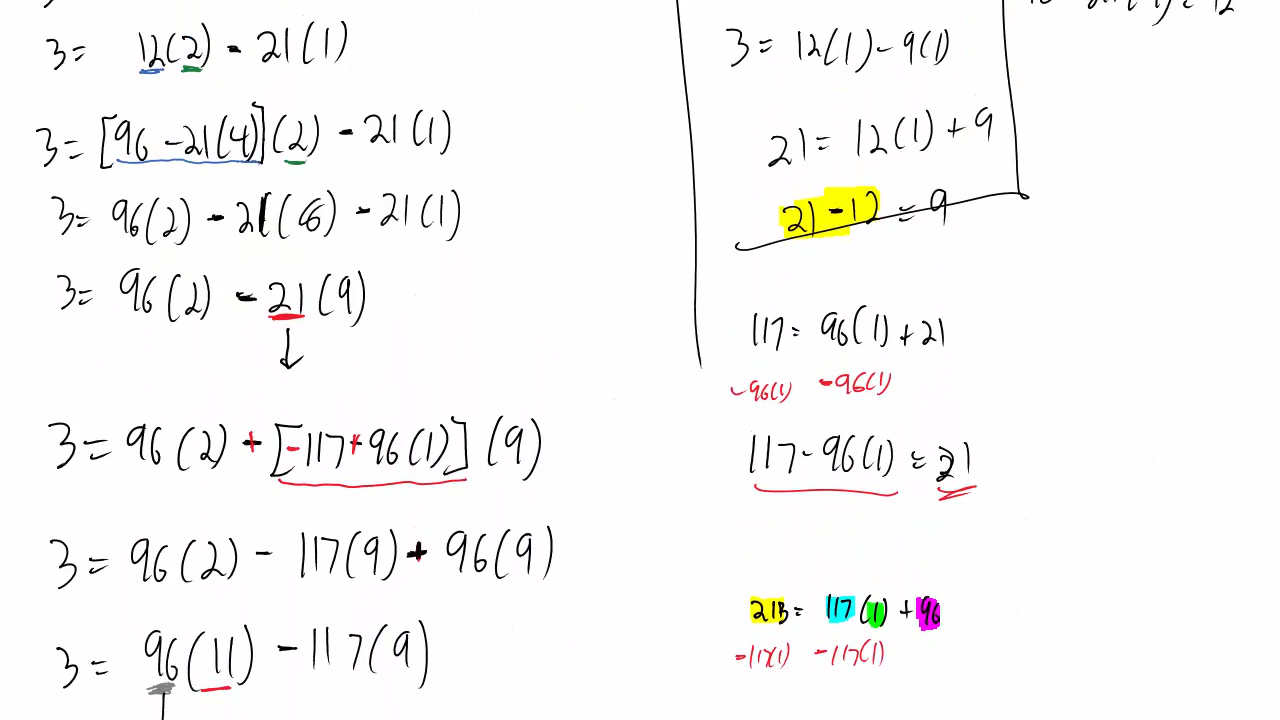 3 = 12(2) - 21(1)
3 = [96 - 21(4)](2) - 21(1)
3 = 96(2) - 21(8) - 21(1)
3 = 96(2) - 21(9)
3 = 96(2) + [-117 + 96(1)](9)
3 = 96(2) - 117(9) + 96(9)
3 = 96(11) - 117(9)
3 = 12(1) - 9(1)
21 = 12(1) + 9
21 - 12 = 9
117 = 96(1) + 21
-96(1) -96(1)
117 - 96(1) = 21
213 = 117(1) + 96
-117(1) -117(1)